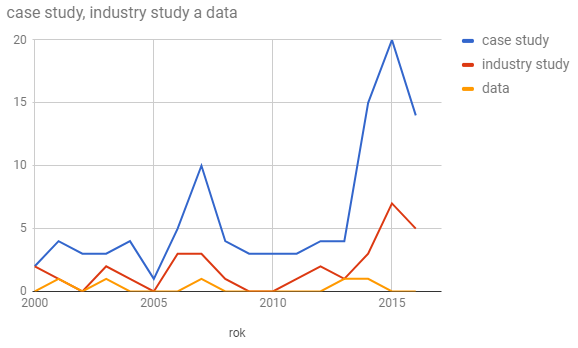 case study, industry study a data
20
15
10
5
0
2000 2005 2010 2015
rok
case study
industry study
data